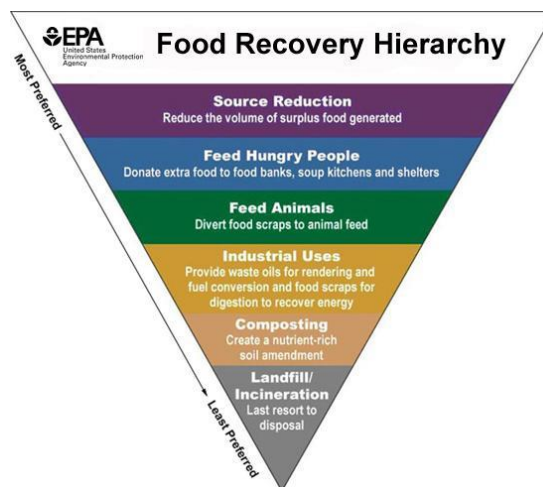 EPA
United States
Environmental Protection
Agency
Food Recovery Hierarchy
Most Preferred
Source Reduction
Reduce the volume of surplus food generated
Feed Hungry People
Donate extra food to food banks, soup kitchens and shelters
Feed Animals
Divert food scraps to animal feed
Industrial Uses
Provide waste oils for rendering and
fuel conversion and food scraps for
digestion to recover energy
Composting
Create a nutrient-rich
soil amendment
Landfill/
Incineration
Last resort to
disposal
Least Preferred